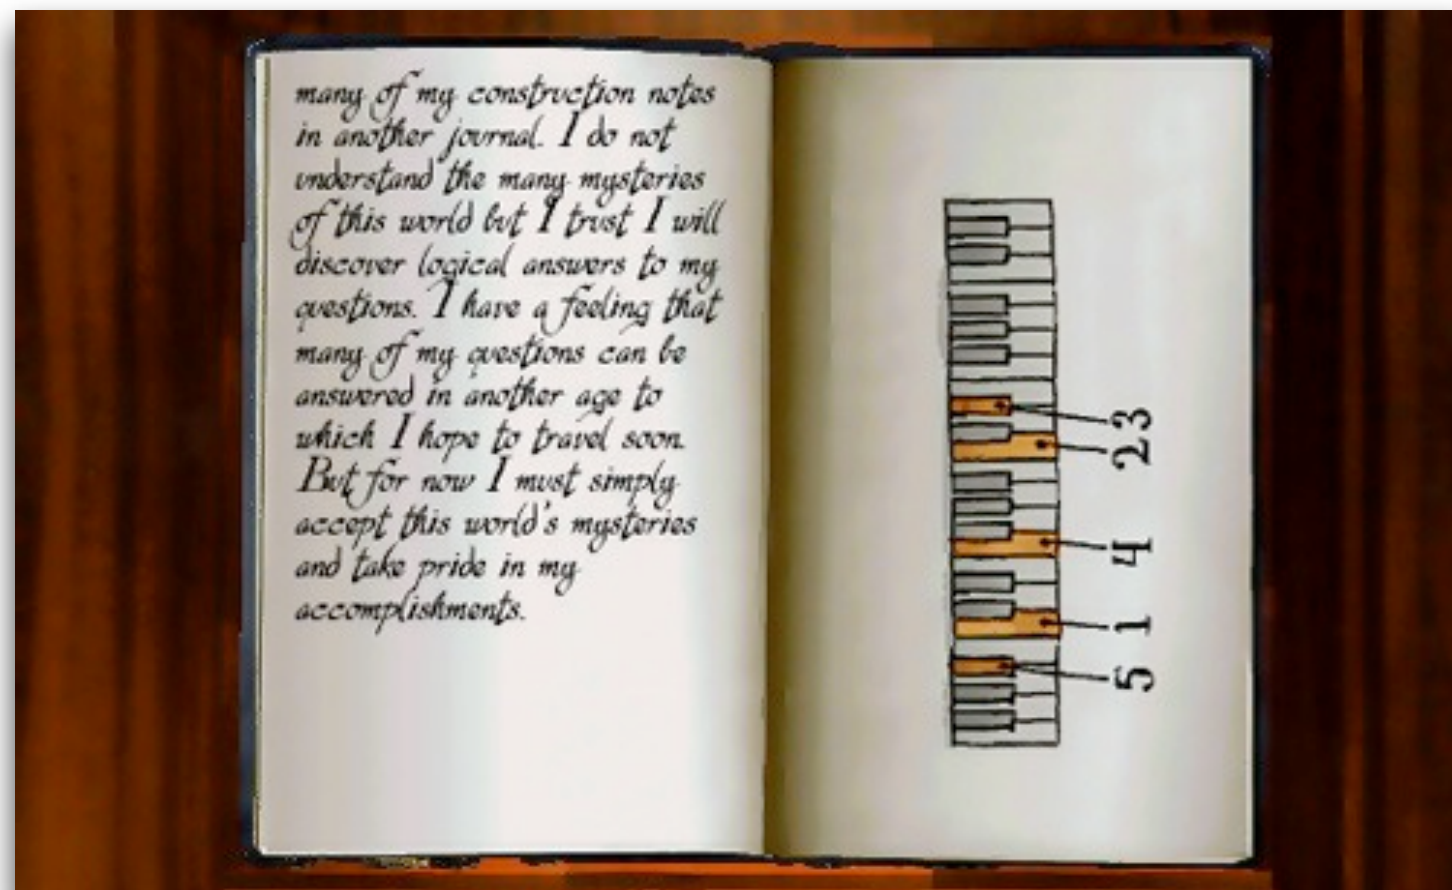 many of my construction notes
in another journal. I do not
understand the many mysteries
of this world but I trust I will
discover logical answers to my
questions. I have a feeling that
many of my questions can be
answered in another age to
which I hope to travel soon.
But for now I must simply
accept this world's mysteries
and take pride in my
accomplishments.
3
2
4
1
5